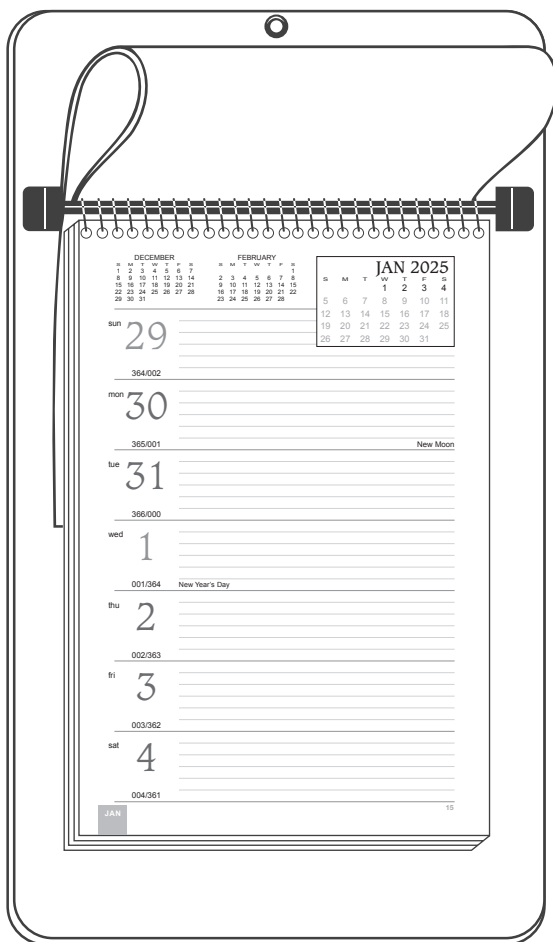 DECEMBER
S M T W T F S
1 2 3 4 5 6 7
8 9 10 11 12 13 14
15 16 17 18 19 20 21
22 23 24 25 26 27 28
29 30 31
FEBRUARY
S M T W T F S
1
2 3 4 5 6 7 8
9 10 11 12 13 14 15
16 17 18 19 20 21 22
23 24 25 26 27 28
JAN 2025
S M T W T F S
1 2 3 4
5 6 7 8 9 10 11
12 13 14 15 16 17 18
19 20 21 22 23 24 25
26 27 28 29 30 31
sun 29
364/002
mon 30
365/001 New Moon
tue 31
366/000
wed 1
001/364 New Year's Day
thu 2
002/363
fri 3
003/362
sat 4
004/361
JAN 15